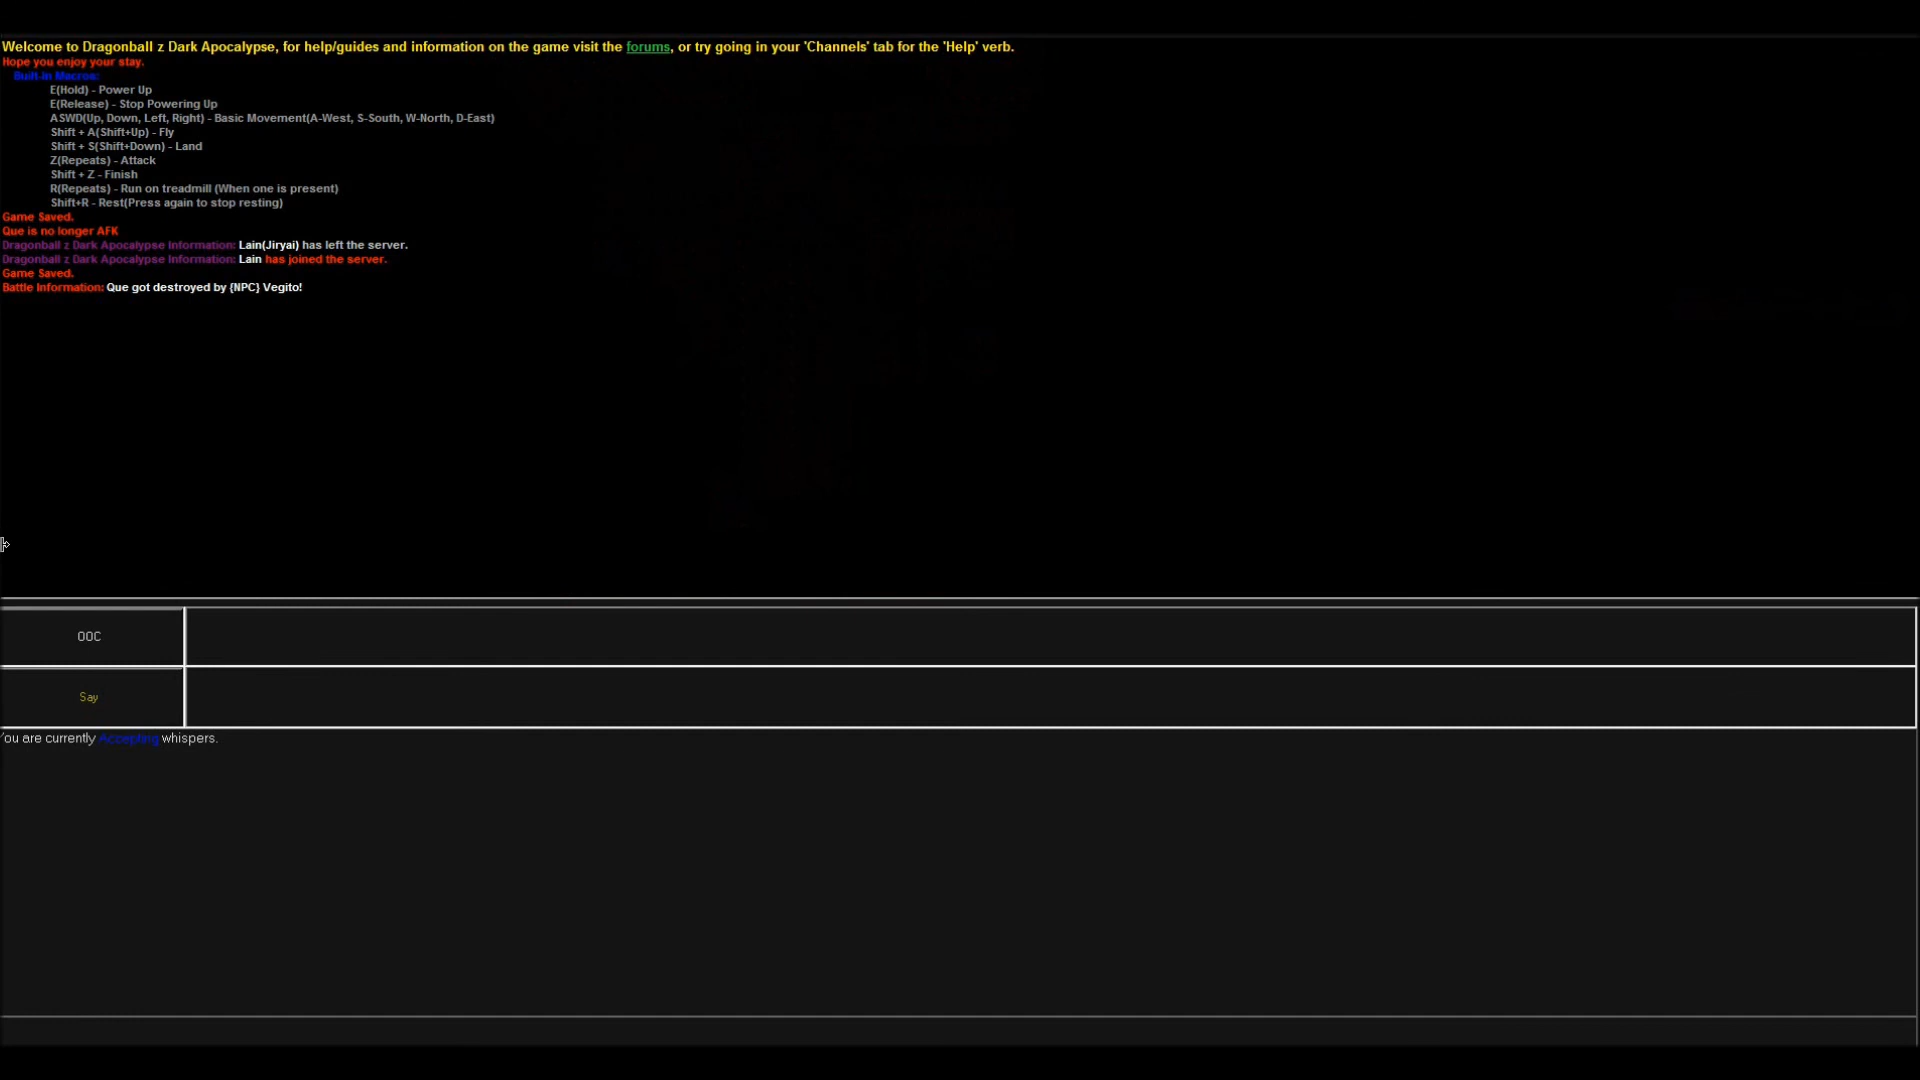 Welcome to Dragonball z Dark Apocalypse, for help/guides and information on the game visit the forums, or try going in your 'Channels' tab for the 'Help' verb.
Hope you enjoy your stay.
Built-in Macros:
E(Hold) - Power Up
E(Release) - Stop Powering Up
ASWD(Up, Down, Left, Right) - Basic Movement(A-West, S-South, W-North, D-East)
Shift + A(Shift+Up) - Fly
Shift + S(Shift+Down) - Land
Z(Repeats) - Attack
Shift + Z - Finish
R(Repeats) - Run on treadmill (When one is present)
Shift+R - Rest(Press again to stop resting)
Game Saved.
Que is no longer AFK
Dragonball z Dark Apocalypse Information: Lain(Jiryai) has left the server.
Dragonball z Dark Apocalypse Information: Lain has joined the server.
Game Saved.
Battle Information: Que got destroyed by {NPC} Vegito!
OOC
Say
ou are currently Accepting whispers.